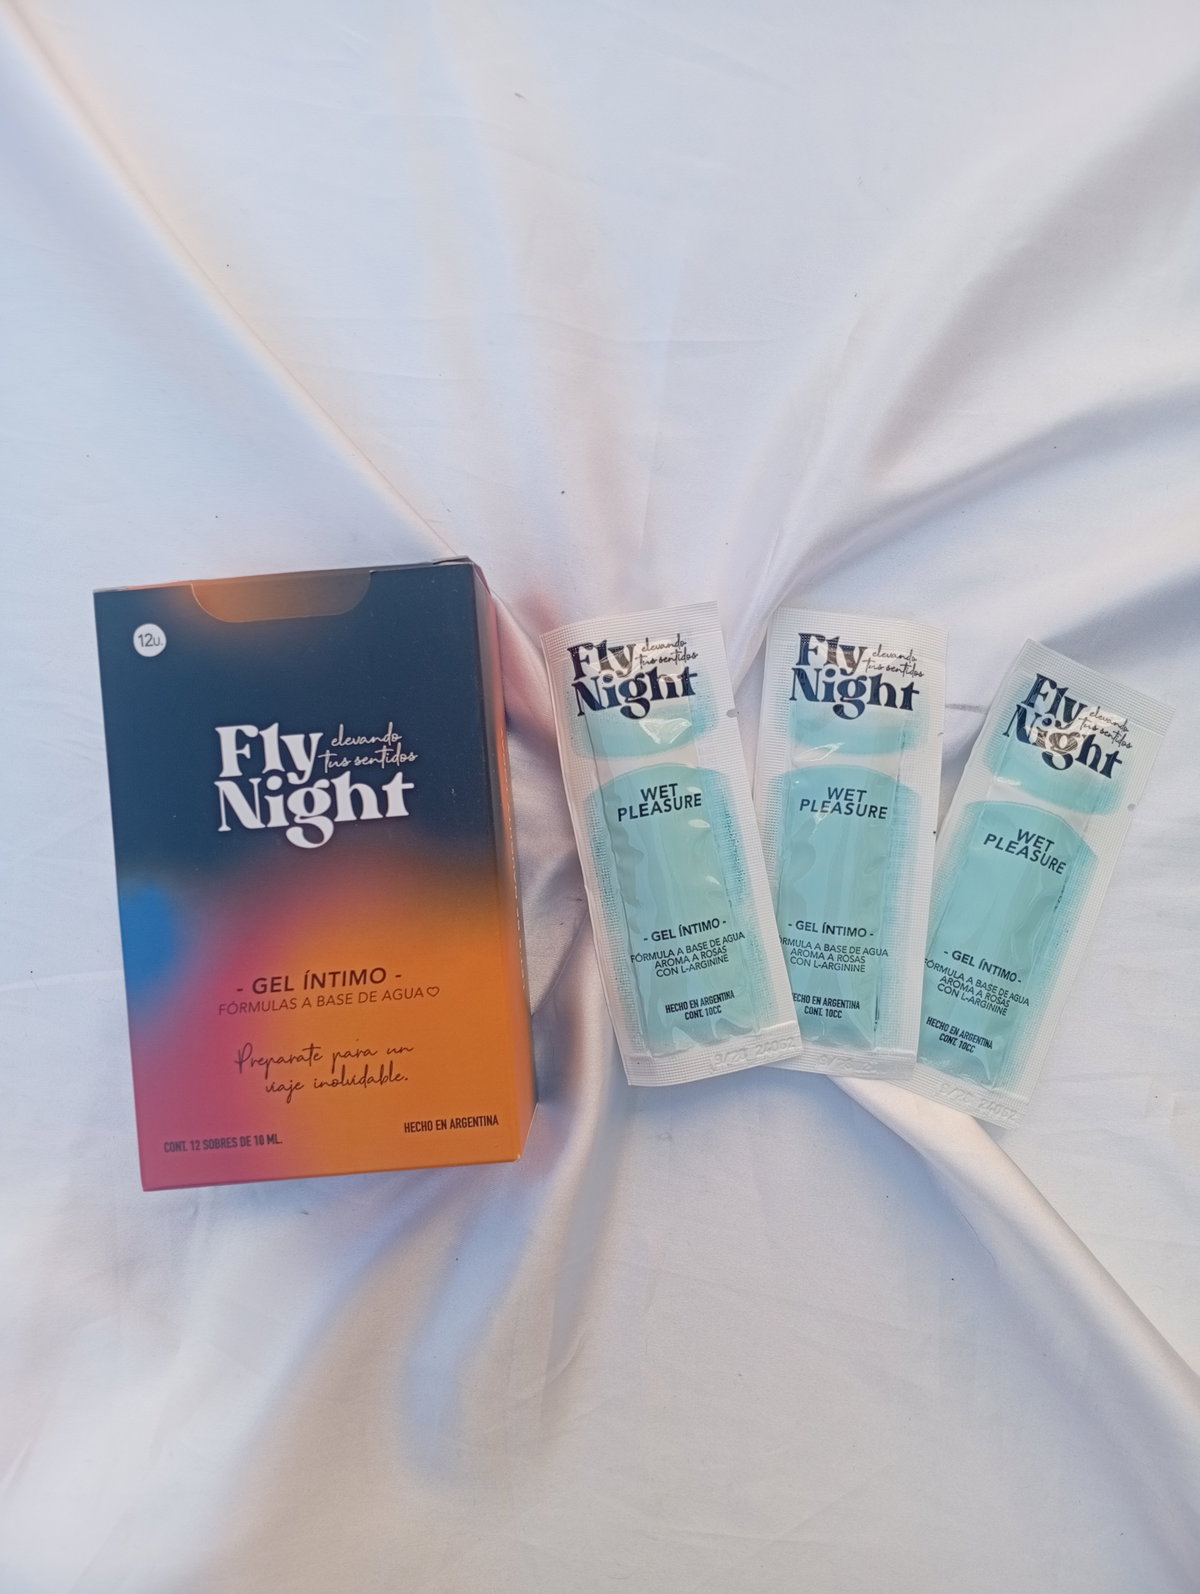 12u.
Fly elevando
tus sentidos
Night
- GEL ÍNTIMO -
FÓRMULAS A BASE DE AGUA
Preparate para un
viaje inolvidable.
CONT. 12 SOBRES DE 10 ML.
HECHO EN ARGENTINA
Fly elevando
tus sentidos
Night
WET
PLEASURE
- GEL ÍNTIMO -
FÓRMULA A BASE DE AGUA
AROMA A ROSAS
CON L-ARGININE
HECHO EN ARGENTINA
CONT. 10CC
Fly elevando
tus sentidos
Night
WET
PLEASURE
- GEL ÍNTIMO -
ÓRMULA A BASE DE AGUA
AROMA A ROSAS
CON L-ARGININE
HECHO EN ARGENTINA
CONT. 10CC
Fly elevando
tus sentidos
Night
WET
PLEASURE
- GEL ÍNTIMO -
FÓRMULA A BASE DE AGUA
AROMA A ROSAS
CON L-ARGININE
HECHO EN ARGENTINA
CONT. 10CC